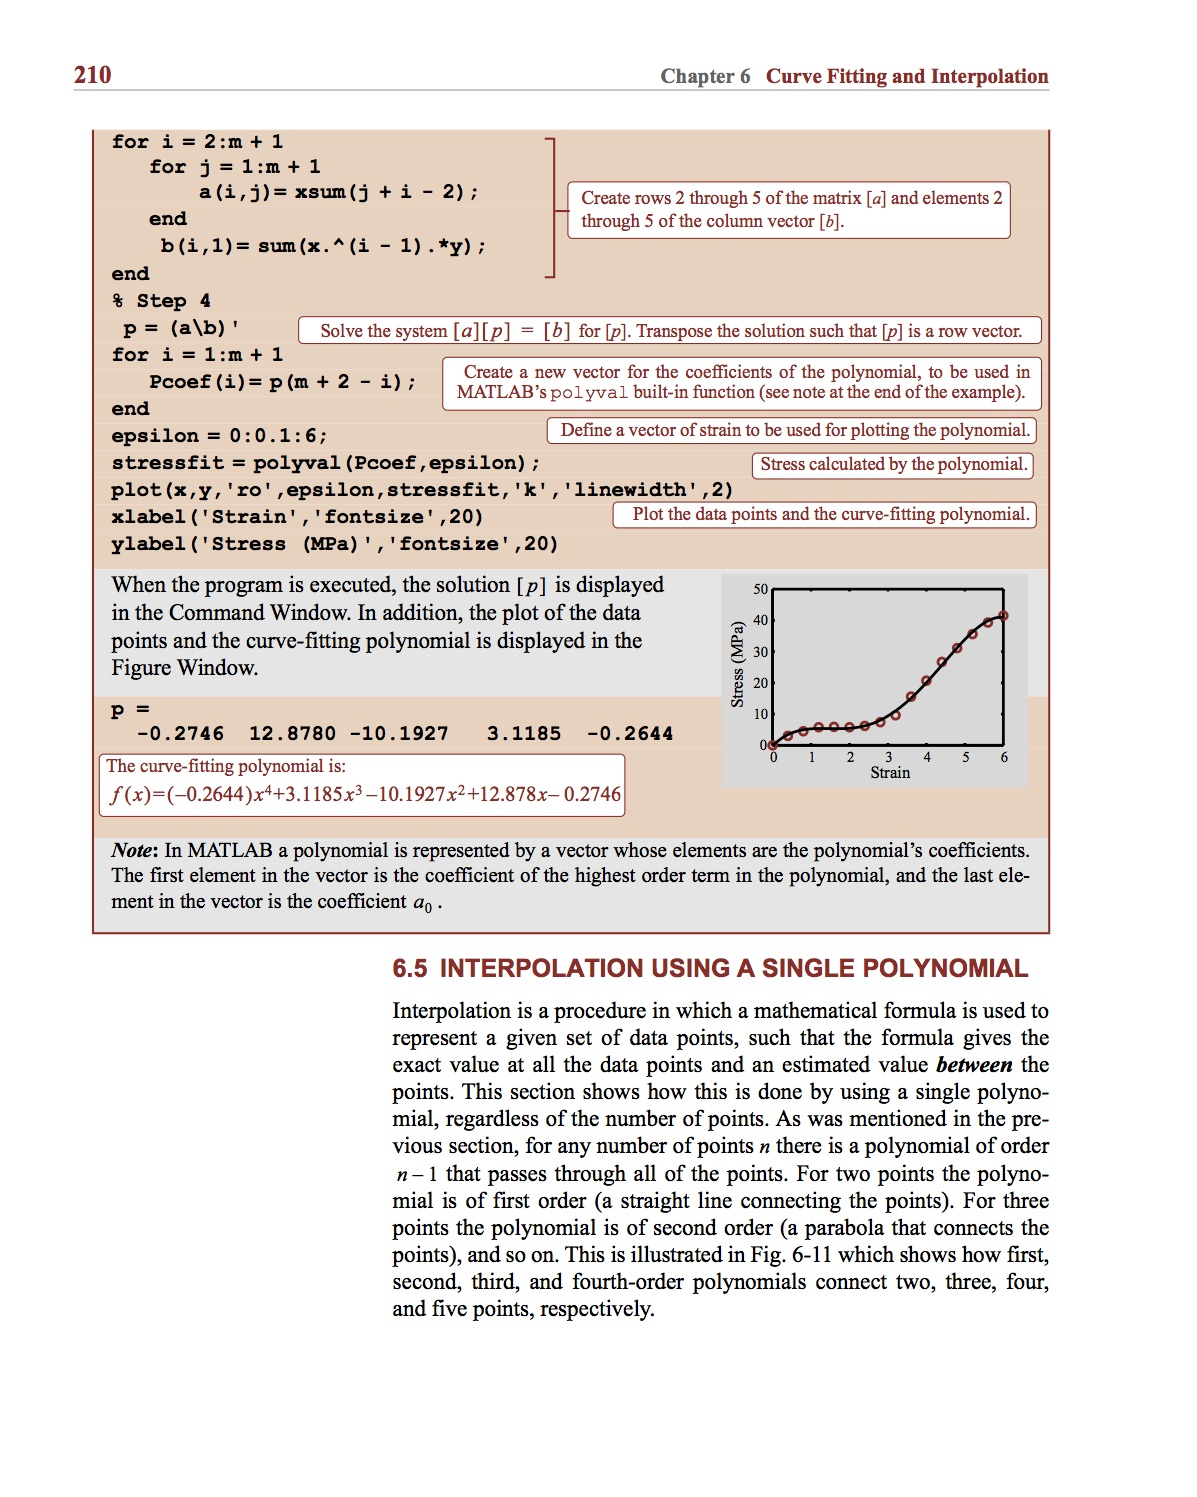 210
Chapter 6 Curve Fitting and Interpolation
for i = 2:m + 1
for j = 1:m + 1
a(i,j)= xsum(j + i - 2);
end
b(i,1)= sum(x.^(i - 1).*y);
end
Create rows 2 through 5 of the matrix [a] and elements 2
through 5 of the column vector [b].
% Step 4
p = (a\b)'
Solve the system [a][p] = [b] for [p]. Transpose the solution such that [p] is a row vector.
for i = 1:m + 1
Pcoef(i)= p(m + 2 - i);
end
Create a new vector for the coefficients of the polynomial, to be used in
MATLAB's polyval built-in function (see note at the end of the example).
epsilon = 0:0.1:6;
Define a vector of strain to be used for plotting the polynomial.
stressfit = polyval(Pcoef,epsilon);
Stress calculated by the polynomial.
plot(x,y,'ro',epsilon,stressfit,'k','linewidth',2)
xlabel('Strain','fontsize',20)
Plot the data points and the curve-fitting polynomial.
ylabel('Stress (MPa)','fontsize',20)
When the program is executed, the solution [p] is displayed
in the Command Window. In addition, the plot of the data
points and the curve-fitting polynomial is displayed in the
Figure Window.
p =
-0.2746 12.8780 -10.1927 3.1185 -0.2644
The curve-fitting polynomial is:
f(x)=(–0.2644)x⁴+3.1185x³–10.1927x²+12.878x–0.2746
50
40
30
20
10
0
Stress (MPa)
0 1 2 3 4 5 6
Strain
Note: In MATLAB a polynomial is represented by a vector whose elements are the polynomial's coefficients.
The first element in the vector is the coefficient of the highest order term in the polynomial, and the last ele-
ment in the vector is the coefficient a₀ .
6.5 INTERPOLATION USING A SINGLE POLYNOMIAL
Interpolation is a procedure in which a mathematical formula is used to
represent a given set of data points, such that the formula gives the
exact value at all the data points and an estimated value between the
points. This section shows how this is done by using a single polyno-
mial, regardless of the number of points. As was mentioned in the pre-
vious section, for any number of points n there is a polynomial of order
n – 1 that passes through all of the points. For two points the polyno-
mial is of first order (a straight line connecting the points). For three
points the polynomial is of second order (a parabola that connects the
points), and so on. This is illustrated in Fig. 6-11 which shows how first,
second, third, and fourth-order polynomials connect two, three, four,
and five points, respectively.